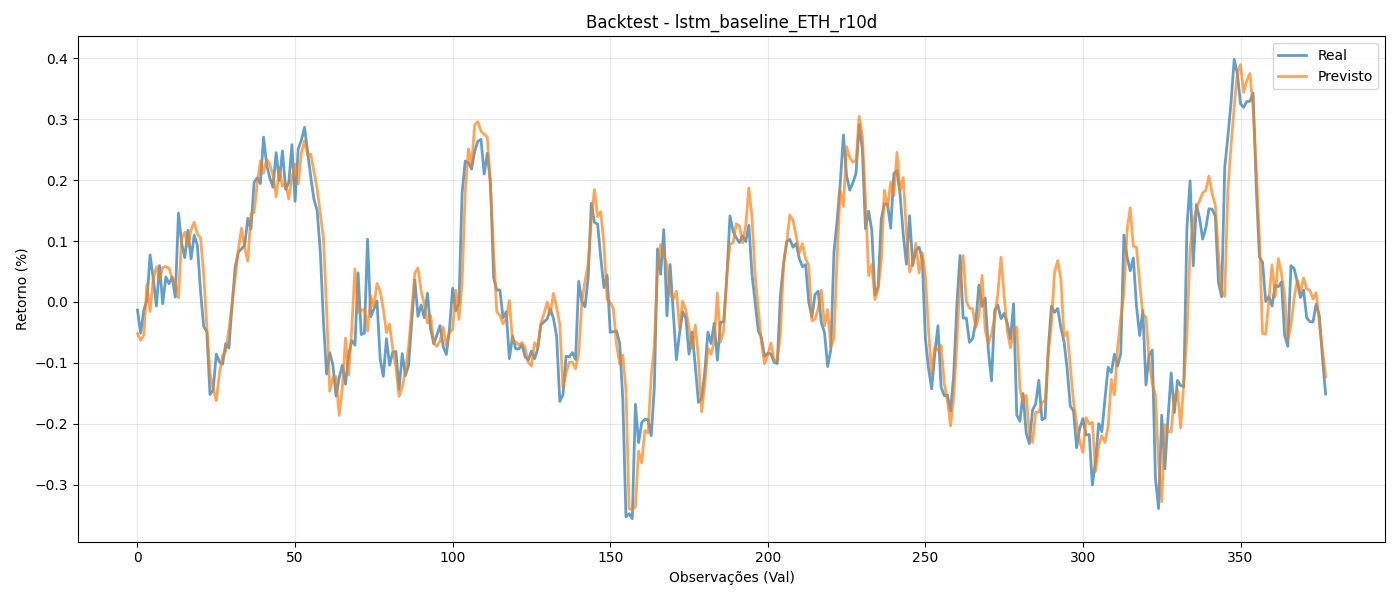 Backtest - lstm_baseline_ETH_r10d
Real
Previsto
Retorno (%)
0.4
0.3
0.2
0.1
0.0
−0.1
−0.2
−0.3
0 50 100 150 200 250 300 350
Observações (Val)